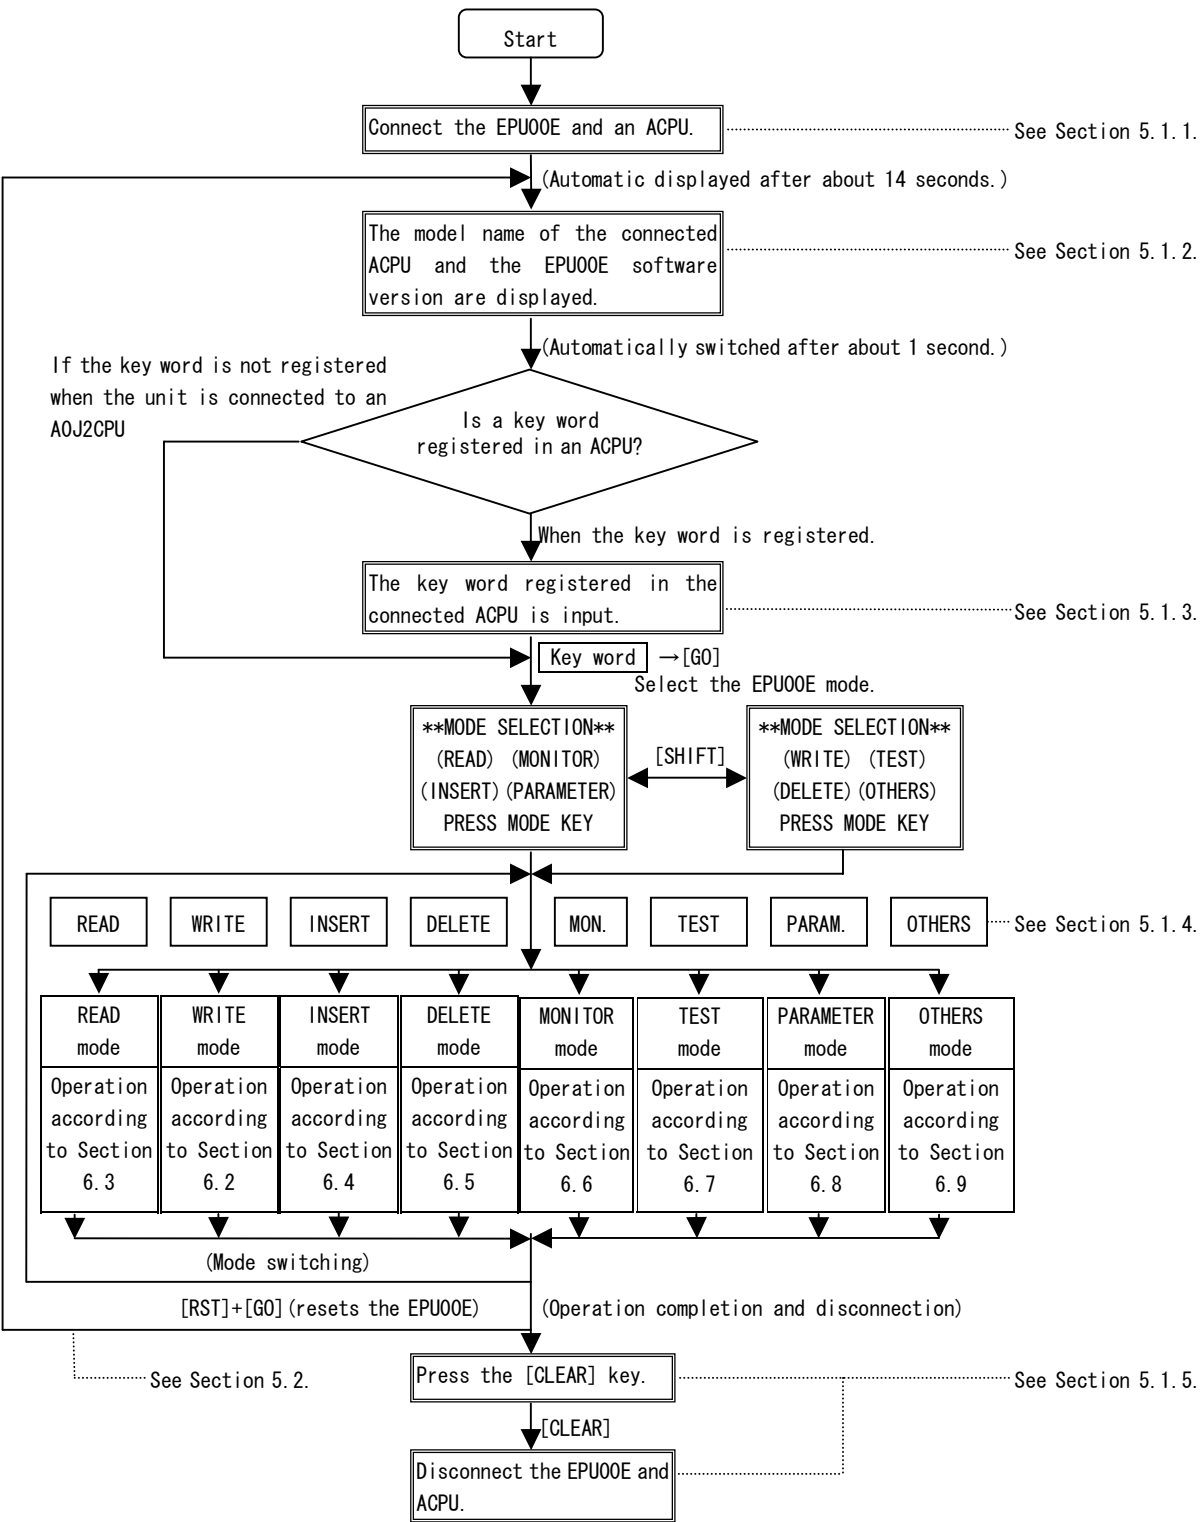 Start
Connect the EPU00E and an ACPU.
See Section 5.1.1.
(Automatic displayed after about 14 seconds.)
The model name of the connected
ACPU and the EPU00E software
version are displayed.
See Section 5.1.2.
(Automatically switched after about 1 second.)
If the key word is not registered
when the unit is connected to an
A0J2CPU
Is a key word
registered in an ACPU?
When the key word is registered.
The key word registered in the
connected ACPU is input.
See Section 5.1.3.
Key word →[GO]
Select the EPU00E mode.
**MODE SELECTION**
(READ) (MONITOR)
(INSERT)(PARAMETER)
PRESS MODE KEY
[SHIFT]
**MODE SELECTION**
(WRITE) (TEST)
(DELETE)(OTHERS)
PRESS MODE KEY
READ WRITE INSERT DELETE MON. TEST PARAM. OTHERS See Section 5.1.4.
READ
mode
Operation
according
to Section
6.3
WRITE
mode
Operation
according
to Section
6.2
INSERT
mode
Operation
according
to Section
6.4
DELETE
mode
Operation
according
to Section
6.5
MONITOR
mode
Operation
according
to Section
6.6
TEST
mode
Operation
according
to Section
6.7
PARAMETER
mode
Operation
according
to Section
6.8
OTHERS
mode
Operation
according
to Section
6.9
(Mode switching)
[RST]+[GO](resets the EPU00E)
(Operation completion and disconnection)
See Section 5.2.
Press the [CLEAR] key.
See Section 5.1.5.
[CLEAR]
Disconnect the EPU00E and
ACPU.